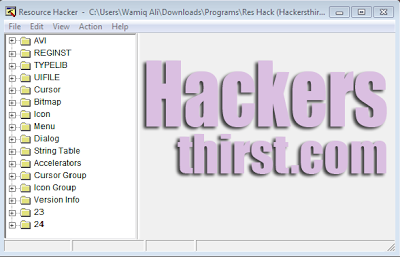 Resource Hacker - C:\Users\Wamiq Ali\Downloads\Programs\Res Hack (Hackersthir...
File Edit View Action Help
AVI
REGINST
TYPELIB
UIFILE
Cursor
Bitmap
Icon
Menu
Dialog
String Table
Accelerators
Cursor Group
Icon Group
Version Info
23
24
Hackers
thirst.com